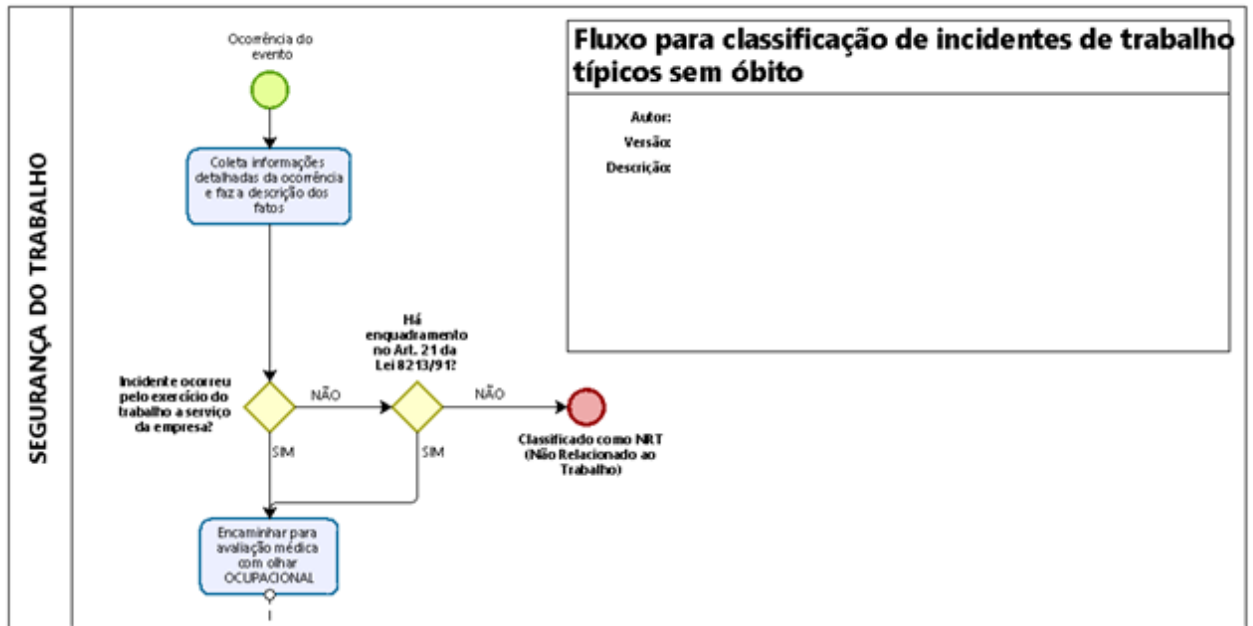 SEGURANÇA DO TRABALHO
Fluxo para classificação de incidentes de trabalho
típicos sem óbito
Autor:
Versão:
Descrição:
Ocorrência do
evento
Coleta informações
detalhadas da ocorrência
e faz a descrição dos
fatos
Incidente ocorreu
pelo exercício do
trabalho a serviço
da empresa?
NÃO
SIM
Há
enquadramento
no Art. 21 da
Lei 8213/91?
NÃO
SIM
Classificado como NRT
(Não Relacionado ao
Trabalho)
Encaminhar para
avaliação médica
com olhar
OCUPACIONAL